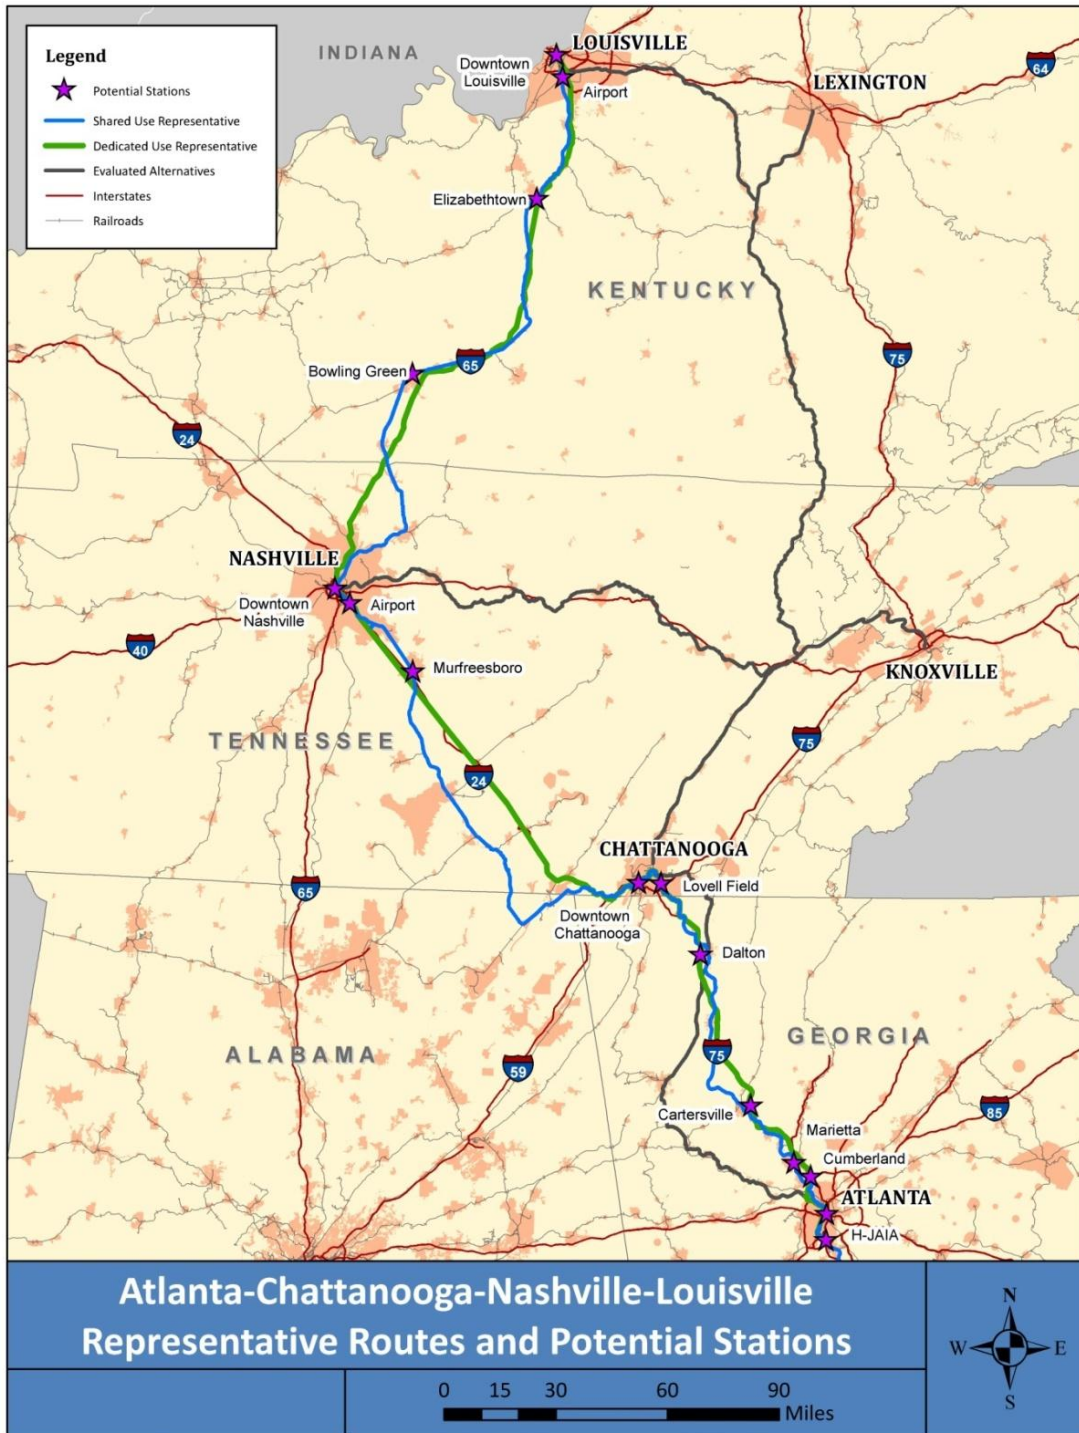 Legend
Potential Stations
Shared Use Representative
Dedicated Use Representative
Evaluated Alternatives
Interstates
Railroads
INDIANA
LOUISVILLE
Downtown
Louisville
Airport
LEXINGTON
64
Elizabethtown
KENTUCKY
65
75
Bowling Green
24
NASHVILLE
Downtown
Nashville
Airport
40
Murfreesboro
KNOXVILLE
TENNESSEE
75
24
CHATTANOOGA
65
Lovell Field
Downtown
Chattanooga
Dalton
GEORGIA
ALABAMA
75
59
85
Cartersville
Marietta
Cumberland
ATLANTA
H-JAIA
Atlanta-Chattanooga-Nashville-Louisville
Representative Routes and Potential Stations
N
W E
S
0 15 30 60 90
Miles